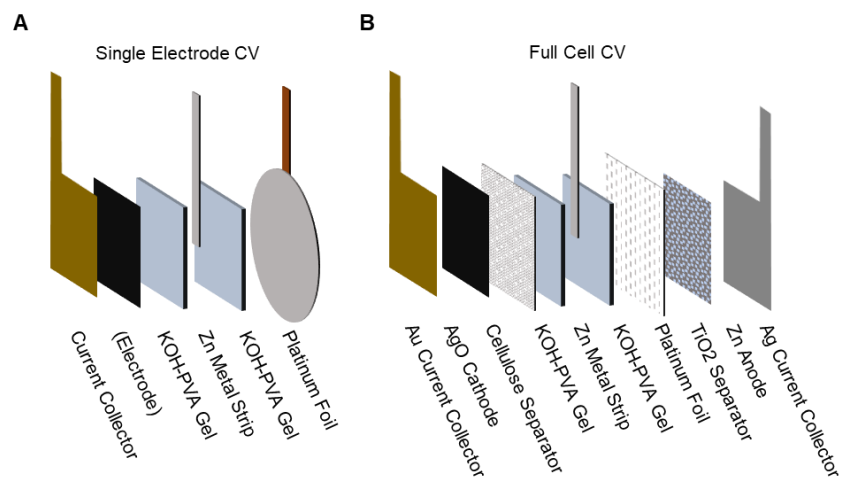 A
B
Single Electrode CV
Full Cell CV
Current Collector
(Electrode)
KOH-PVA Gel
Zn Metal Strip
KOH-PVA Gel
Platinum Foil
Au Current Collector
AgO Cathode
Cellulose Separator
KOH-PVA Gel
Zn Metal Strip
KOH-PVA Gel
Platinum Foil
TiO2 Separator
Zn Anode
Ag Current Collector